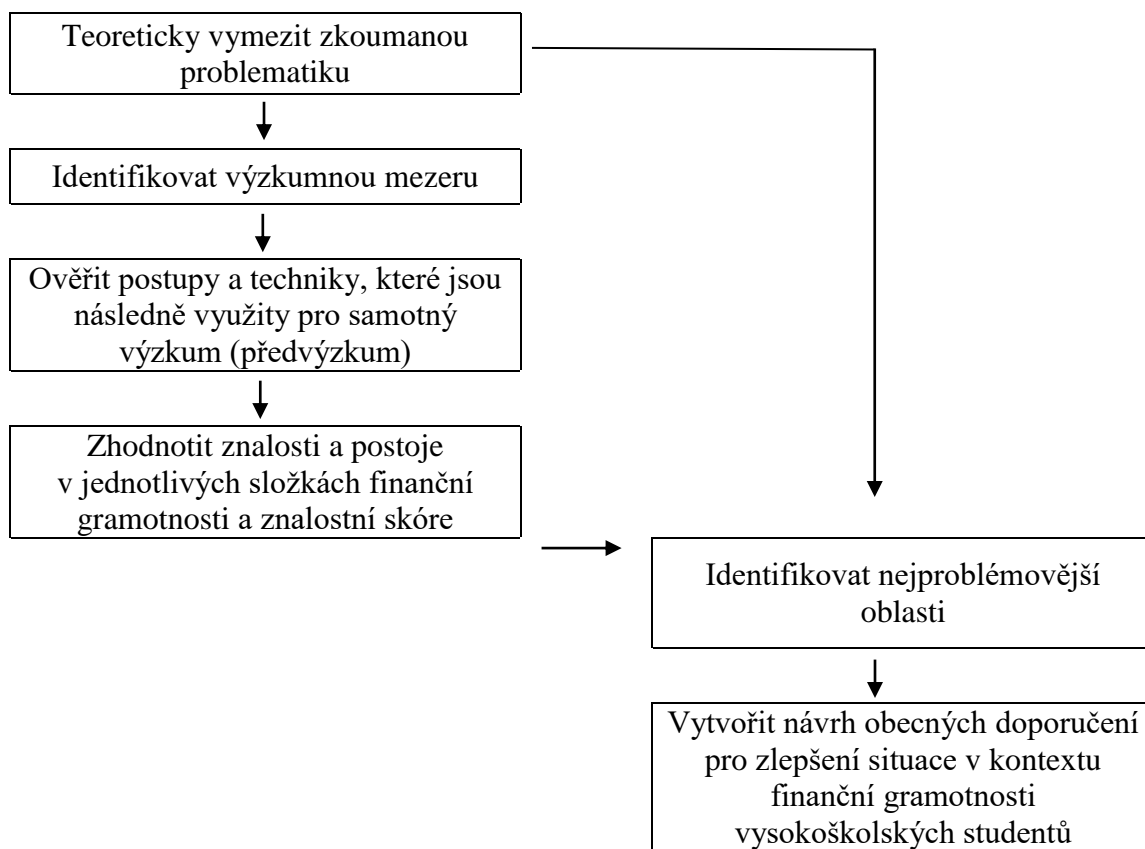 Teoreticky vymezit zkoumanou
problematiku
Identifikovat výzkumnou mezeru
Ověřit postupy a techniky, které jsou
následně využity pro samotný
výzkum (předvýzkum)
Zhodnotit znalosti a postoje
v jednotlivých složkách finanční
gramotnosti a znalostní skóre
Identifikovat nejproblémovější
oblasti
Vytvořit návrh obecných doporučení
pro zlepšení situace v kontextu
finanční gramotnosti
vysokoškolských studentů